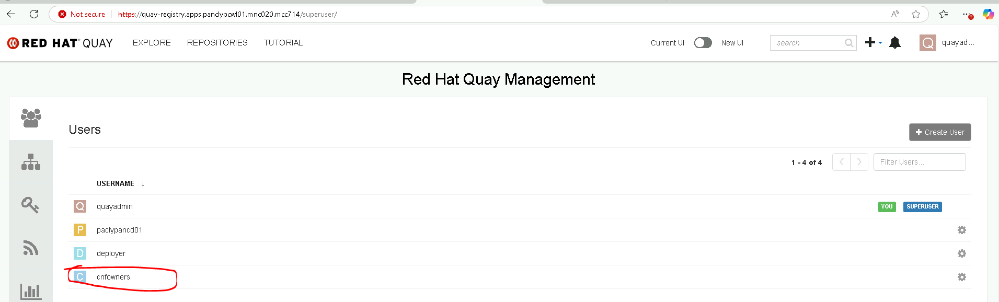 Not secure https://quay-registry.apps.panclypcwl01.mnc020.mcc714/superuser/
RED HAT® QUAY EXPLORE REPOSITORIES TUTORIAL Current UI New UI search quayad...
Red Hat Quay Management
Users
+ Create User
1 - 4 of 4 Filter Users...
USERNAME ↓
Q quayadmin YOU SUPERUSER
P paclypancd01
D deployer
C cnfowners